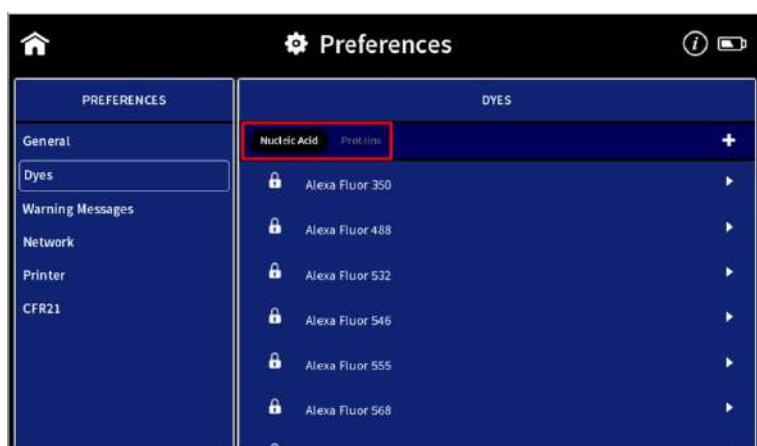 Preferences
PREFERENCES
General
Dyes
Warning Messages
Network
Printer
CFR21
DYES
Nucleic Acid Proteins
Alexa Fluor 350
Alexa Fluor 488
Alexa Fluor 532
Alexa Fluor 546
Alexa Fluor 555
Alexa Fluor 568